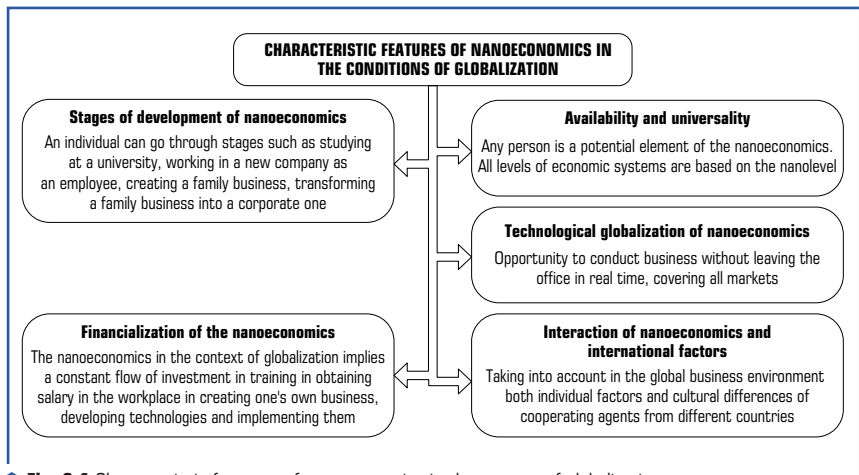 CHARACTERISTIC FEATURES OF NANOECONOMICS IN
THE CONDITIONS OF GLOBALIZATION
Stages of development of nanoeconomics
An individual can go through stages such as studying
at a university, working in a new company as
an employee, creating a family business, transforming
a family business into a corporate one
Availability and universality
Any person is a potential element of the nanoeconomics.
All levels of economic systems are based on the nanolevel
Technological globalization of nanoeconomics
Opportunity to conduct business without leaving the
office in real time, covering all markets
Financialization of the nanoeconomics
The nanoeconomics in the context of globalization implies
a constant flow of investment in training in obtaining
salary in the workplace in creating one's own business,
developing technologies and implementing them
Interaction of nanoeconomics and
international factors
Taking into account in the global business environment
both individual factors and cultural differences of
cooperating agents from different countries